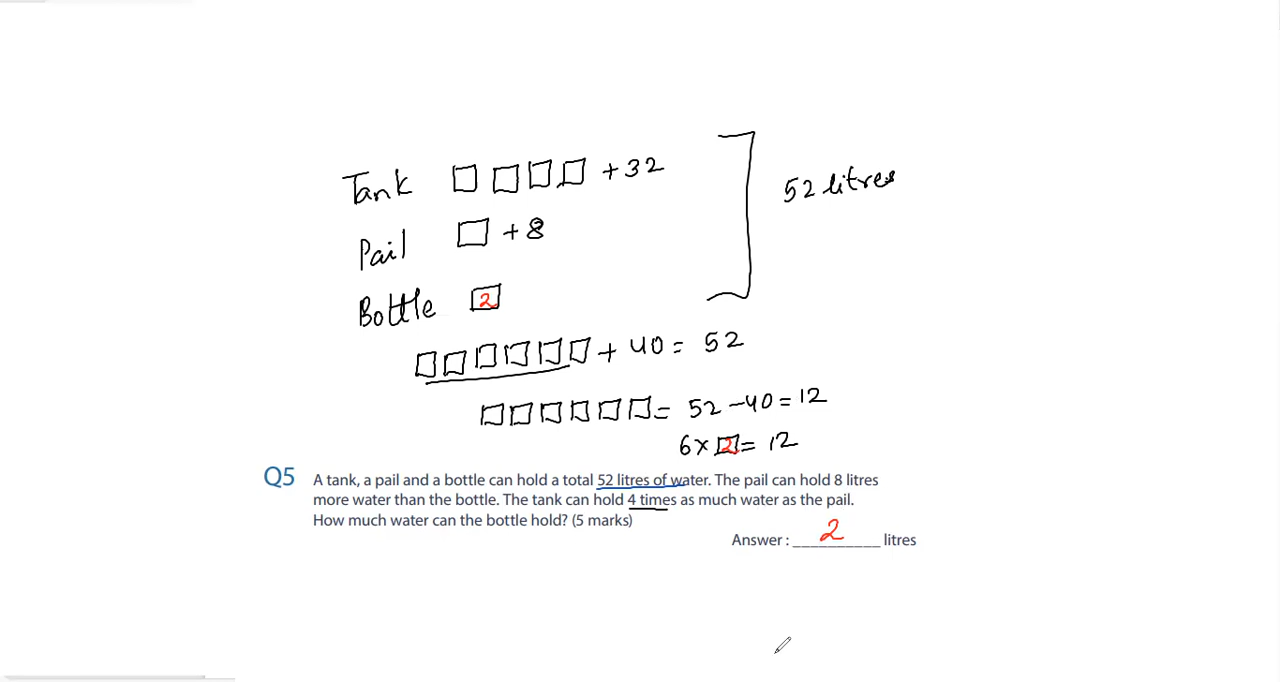 Tank □ □ □ □ + 32
52 litres
Pail □ + 8
Bottle 2
□ □ □ □ □ □ + 40 = 52
□ □ □ □ □ □ = 52 - 40 = 12
6 × 2 = 12
Q5 A tank, a pail and a bottle can hold a total 52 litres of water. The pail can hold 8 litres
more water than the bottle. The tank can hold 4 times as much water as the pail.
How much water can the bottle hold? (5 marks)
Answer : 2 litres